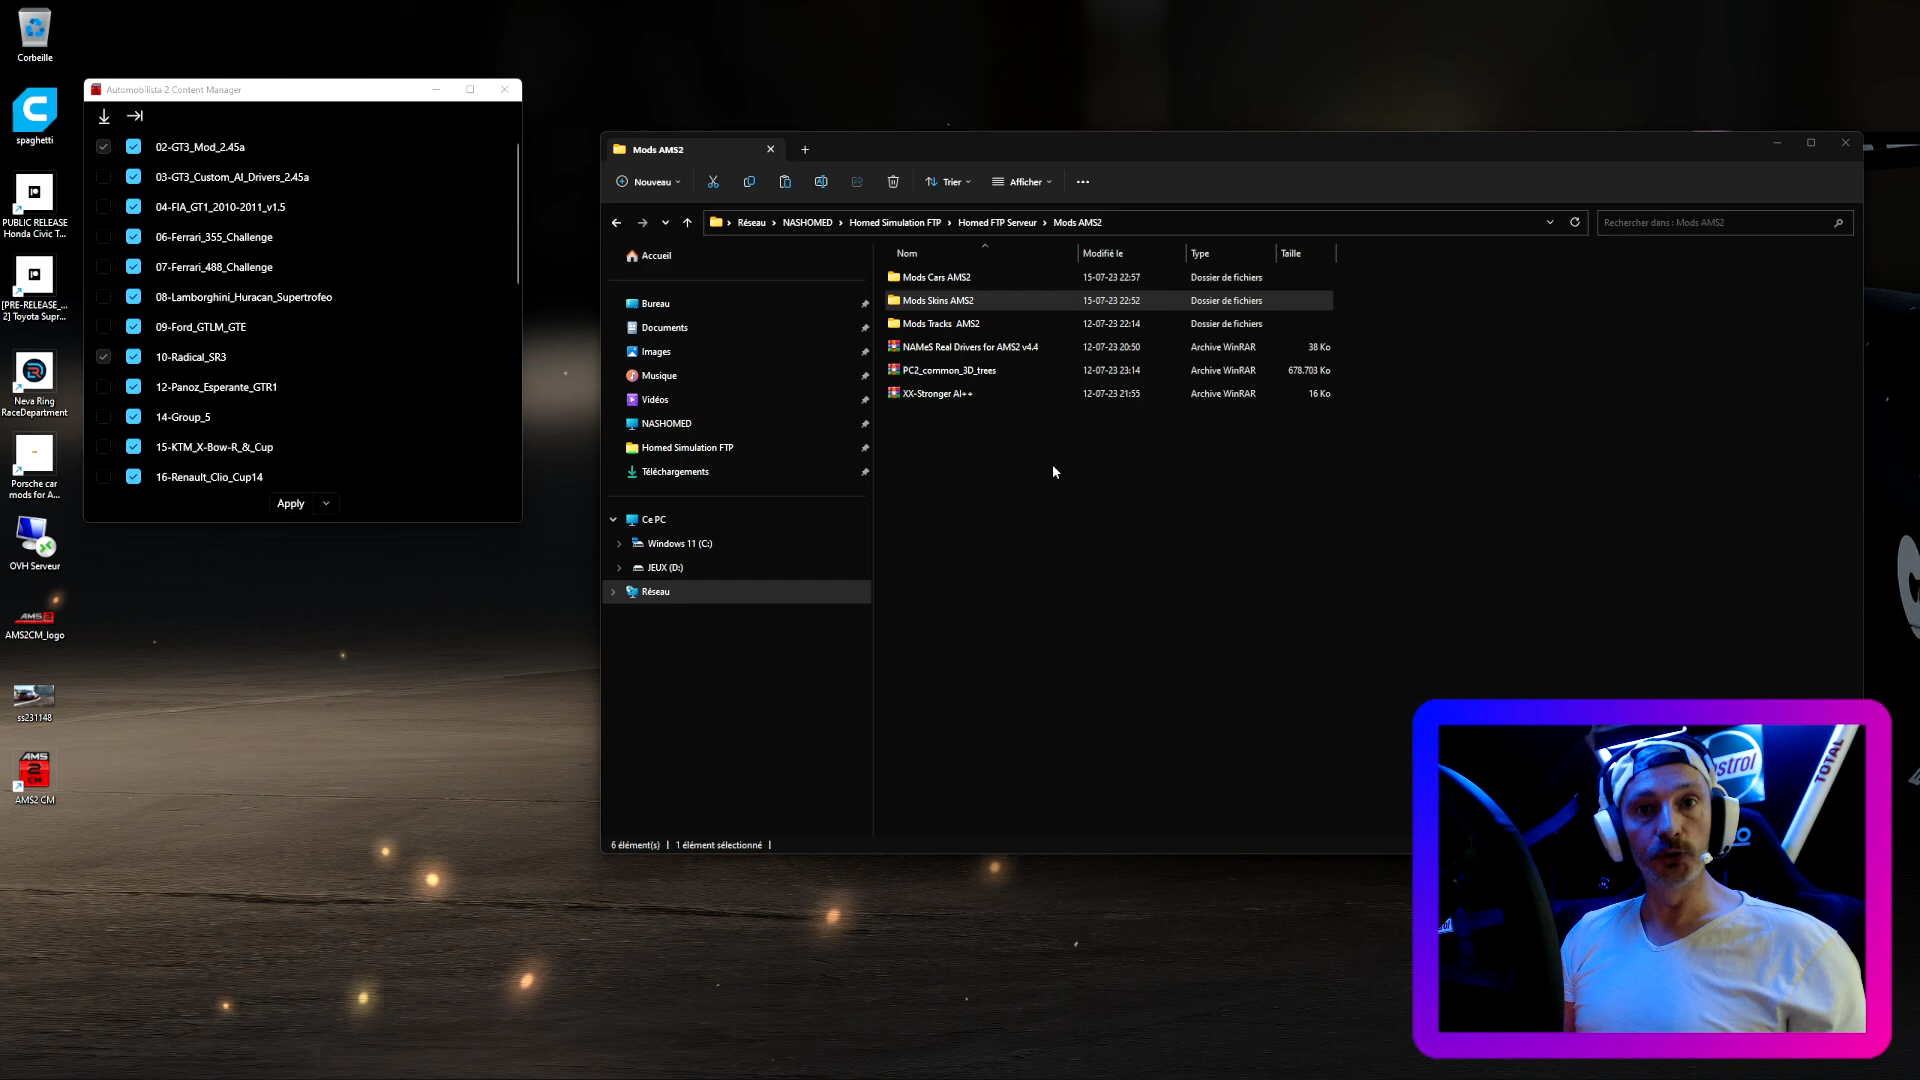 Corbeille
spaghetti
PUBLIC RELEASE
Honda Civic T...
[PRE-RELEASE_...
2] Toyota Supr...
Neva Ring
RaceDepartment
Porsche car
mods for A...
OVH Serveur
AMS2
AMS2CM_logo
ss231148
AMS
2
CM
AMS2 CM
Automobilista 2 Content Manager
02-GT3_Mod_2.45a
03-GT3_Custom_AI_Drivers_2.45a
04-FIA_GT1_2010-2011_v1.5
06-Ferrari_355_Challenge
07-Ferrari_488_Challenge
08-Lamborghini_Huracan_Supertrofeo
09-Ford_GTLM_GTE
10-Radical_SR3
12-Panoz_Esperante_GTR1
14-Group_5
15-KTM_X-Bow-R_&_Cup
16-Renault_Clio_Cup14
Apply
Mods AMS2
Nouveau
Trier
Afficher
Réseau > NASHOMED > Homed Simulation FTP > Homed FTP Serveur > Mods AMS2
Rechercher dans : Mods AMS2
Accueil
Bureau
Documents
Images
Musique
Vidéos
NASHOMED
Homed Simulation FTP
Téléchargements
Ce PC
Windows 11 (C:)
JEUX (D:)
Réseau
Nom Modifié le Type Taille
Mods Cars AMS2 15-07-23 22:57 Dossier de fichiers
Mods Skins AMS2 15-07-23 22:52 Dossier de fichiers
Mods Tracks  AMS2 12-07-23 22:14 Dossier de fichiers
NAMeS Real Drivers for AMS2 v4.4 12-07-23 20:50 Archive WinRAR 38 Ko
PC2_common_3D_trees 12-07-23 23:14 Archive WinRAR 678.703 Ko
XX-Stronger AI++ 12-07-23 21:55 Archive WinRAR 16 Ko
6 élément(s) | 1 élément sélectionné |
strol
TOTAL